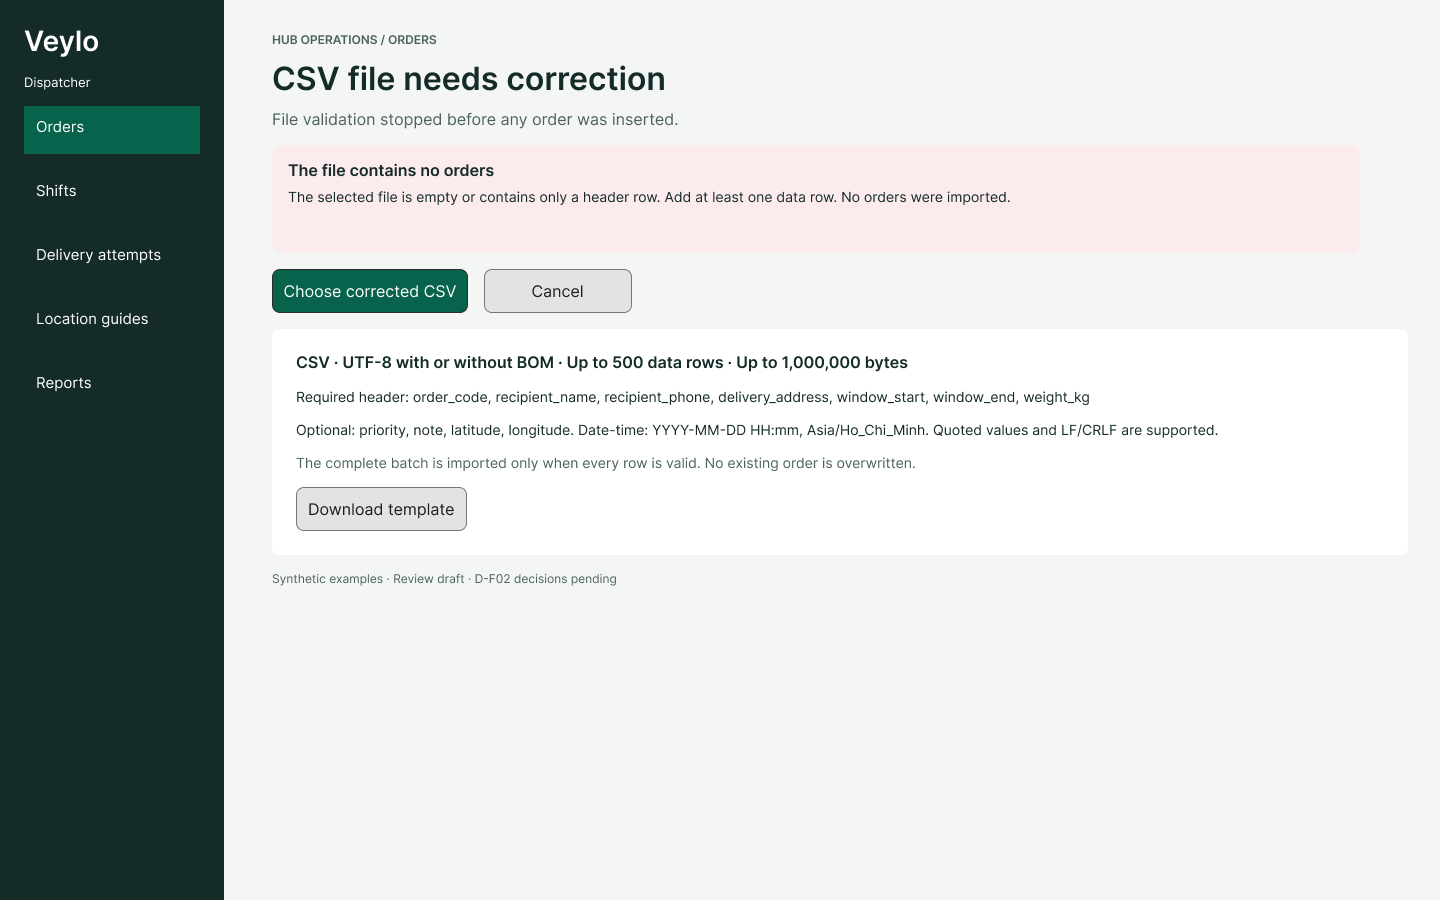 Veylo
Dispatcher
Orders
Shifts
Delivery attempts
Location guides
Reports
HUB OPERATIONS / ORDERS
CSV file needs correction
File validation stopped before any order was inserted.
The file contains no orders
The selected file is empty or contains only a header row. Add at least one data row. No orders were imported.
Choose corrected CSV
Cancel
CSV · UTF-8 with or without BOM · Up to 500 data rows · Up to 1,000,000 bytes
Required header: order_code, recipient_name, recipient_phone, delivery_address, window_start, window_end, weight_kg
Optional: priority, note, latitude, longitude. Date-time: YYYY-MM-DD HH:mm, Asia/Ho_Chi_Minh. Quoted values and LF/CRLF are supported.
The complete batch is imported only when every row is valid. No existing order is overwritten.
Download template
Synthetic examples · Review draft · D-F02 decisions pending